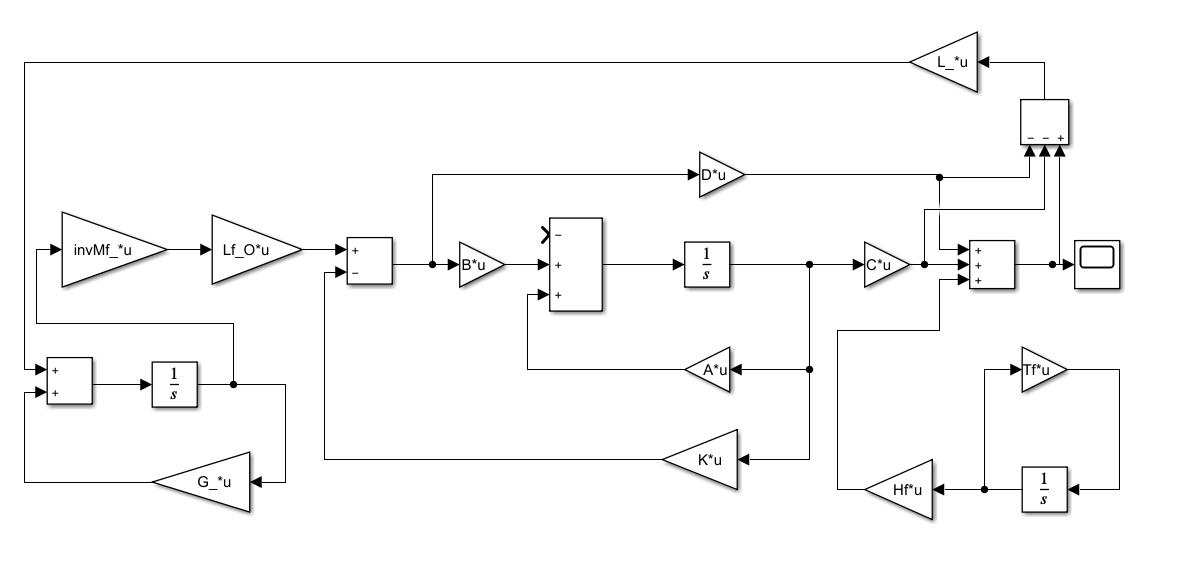 L_*u
− − +
D*u
invMf_*u
Lf_O*u
+
−
B*u
−
+
+
1
s
C*u
+
+
+
+
+
1
s
A*u
Tf*u
K*u
G_*u
Hf*u
1
s